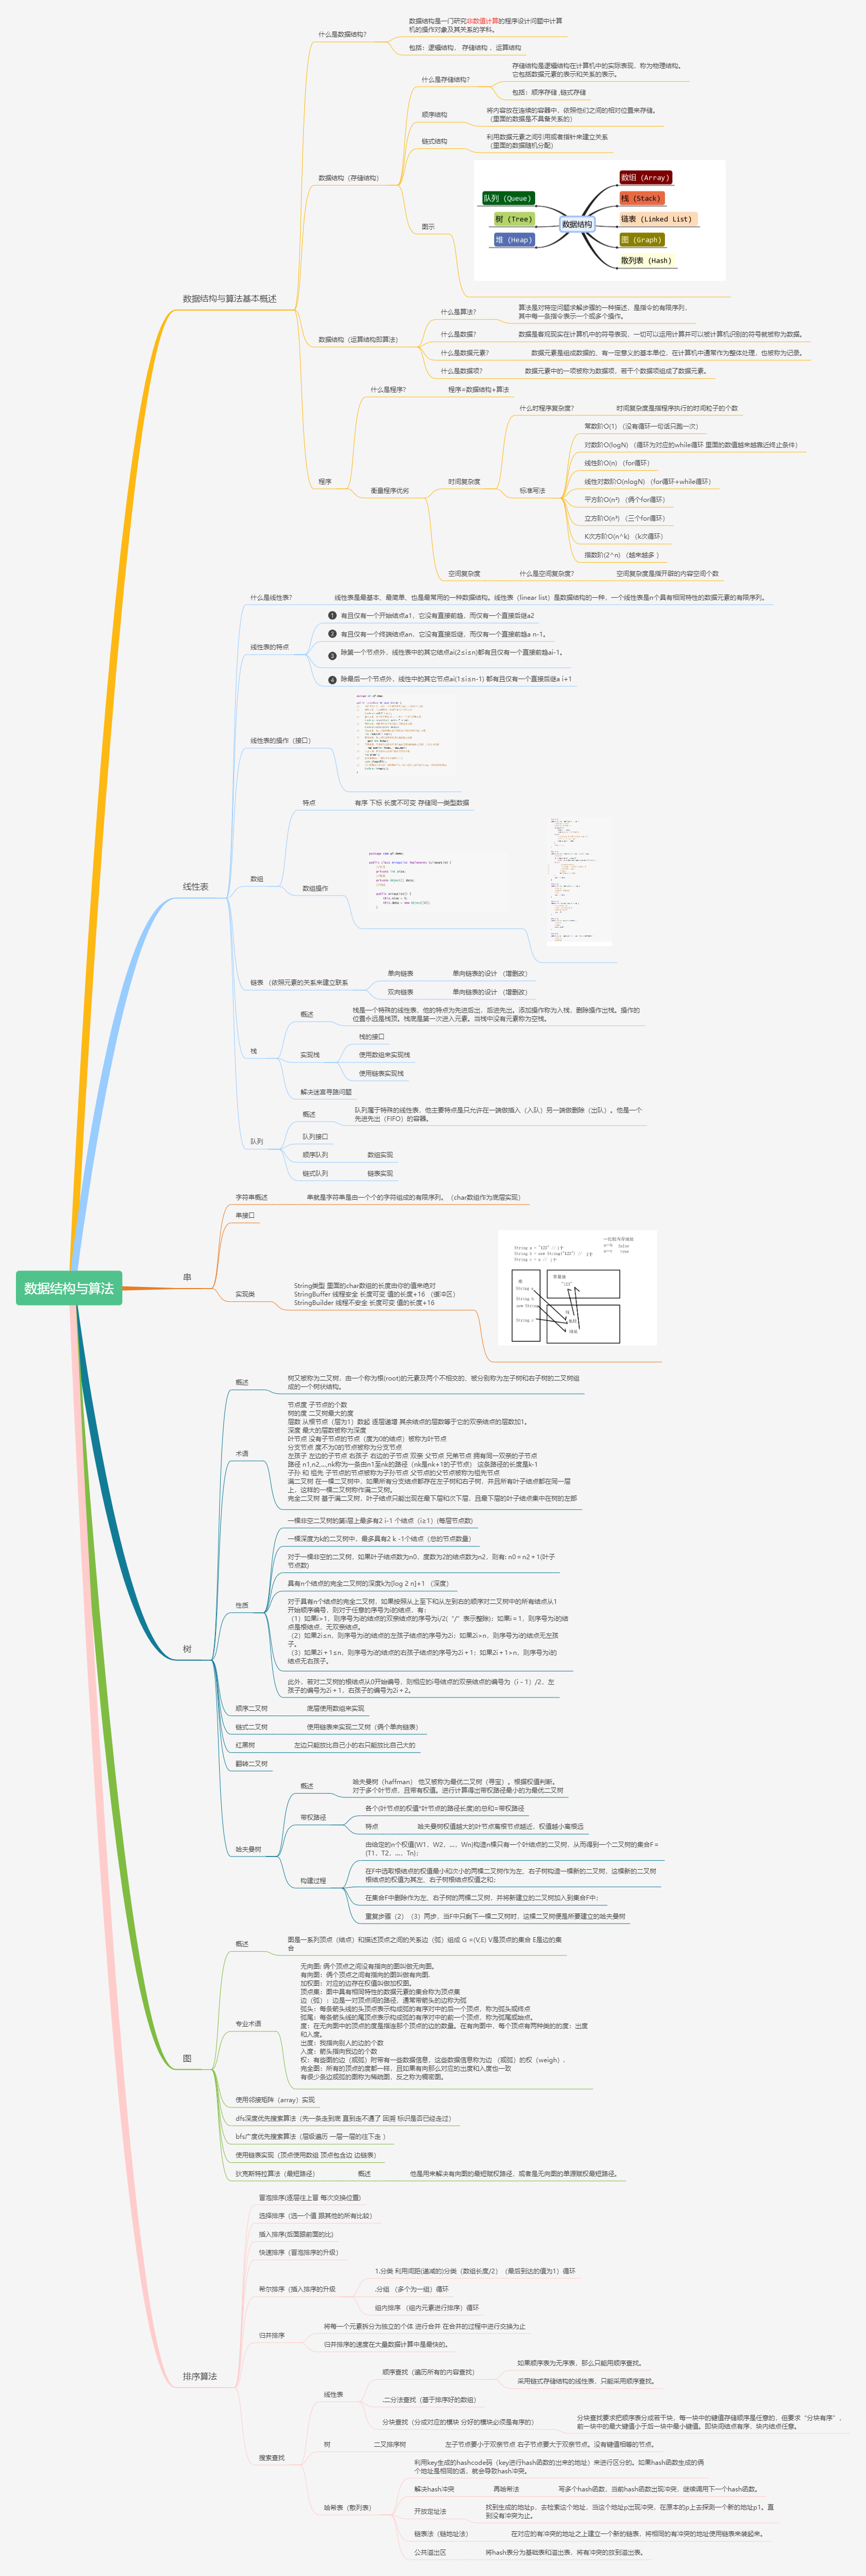 数据结构与算法
数据结构与算法基本概述
什么是数据结构?
数据结构是一门研究非数值计算的程序设计问题中计算
机的操作对象及其关系的学科。
包括:逻辑结构、 存储结构 ,运算结构
数据结构(存储结构)
什么是存储结构?
存储结构是逻辑结构在计算机中的实际表现,称为物理结构。
它包括数据元素的表示和关系的表示。
包括:顺序存储 ,链式存储
顺序结构
将内容放在连续的容器中,依照他们之间的相对位置来存储。
(里面的数据是不具备关系的)
链式结构
利用数据元素之间引用或者指针来建立关系
(里面的数据随机分配)
图示
数组 (Array)
队列 (Queue)
栈 (Stack)
树 (Tree)
数据结构
链表 (Linked List)
堆 (Heap)
图 (Graph)
散列表 (Hash)
数据结构(运算结构即算法)
什么是算法?
算法是对特定问题求解步骤的一种描述,是指令的有限序列,
其中每一条指令表示一个或多个操作。
什么是数据?
数据是客观现实在计算机中的符号表现,一切可以运用计算并可以被计算机识别的符号就被称为数据。
什么是数据元素?
数据元素是组成数据的、有一定意义的基本单位,在计算机中通常作为整体处理,也被称为记录。
什么是数据项?
数据元素中的一项被称为数据项,若干个数据项组成了数据元素。
程序
什么是程序?
程序=数据结构+算法
衡量程序优劣
时间复杂度
什么时程序复杂度?
时间复杂度是指程序执行的时间粒子的个数
标准写法
常数阶O(1) (没有循环一句话只跑一次)
对数阶O(logN) (循环为对应的while循环 里面的数值越来越靠近终止条件)
线性阶O(n) (for循环)
线性对数阶O(nlogN) (for循环+while循环)
平方阶O(n²) (俩个for循环)
立方阶O(n³) (三个for循环)
K次方阶O(n^k) (k次循环)
指数阶(2^n) (越来越多 )
空间复杂度
什么是空间复杂度?
空间复杂度是指开辟的内容空间个数
线性表
什么是线性表?
线性表是最基本、最简单、也是最常用的一种数据结构。线性表(linear list)是数据结构的一种,一个线性表是n个具有相同特性的数据元素的有限序列。
线性表的特点
1 有且仅有一个开始结点a1,它没有直接前趋,而仅有一个直接后继a2
2 有且仅有一个终端结点an,它没有直接后继,而仅有一个直接前趋a n-1。
3 除第一个节点外,线性表中的其它结点ai(2≤i≤n)都有且仅有一个直接前趋ai-1。
4 除最后一个节点外,线性中的其它节点ai(1≤i≤n-1) 都有且仅有一个直接后继a i+1
线性表的操作(接口)
数组
特点
有序 下标 长度不可变 存储同一类型数据
数组操作
链表 (依照元素的关系来建立联系
单向链表
单向链表的设计 (增删改)
双向链表
单向链表的设计 (增删改)
栈
概述
栈是一个特殊的线性表,他的特点为先进后出,后进先出。添加操作称为入栈,删除操作出栈。操作的
位置永远是栈顶。栈底是第一次进入元素。当栈中没有元素称为空栈。
实现栈
栈的接口
使用数组来实现栈
使用链表实现栈
解决迷宫寻路问题
队列
概述
队列属于特殊的线性表,他主要特点是只允许在一端做插入(入队)另一端做删除(出队)。他是一个
先进先出(FIFO)的容器。
队列接口
顺序队列
数组实现
链式队列
链表实现
串
字符串概述
串就是字符串是由一个个的字符组成的有限序列。(char数组作为底层实现)
串接口
实现类
String类型 里面的char数组的长度由你的值来绝对
StringBuffer 线程安全 长度可变 值的长度+16 (缓冲区)
StringBuilder 线程不安全 长度可变 值的长度+16
树
概述
树又被称为二叉树,由一个称为根(root)的元素及两个不相交的、被分别称为左子树和右子树的二叉树组
成的一个树状结构。
术语
节点度 子节点的个数
树的度 二叉树最大的度
层数 从根节点(层为1)数起 逐层递增 其余结点的层数等于它的双亲结点的层数加1。
深度 最大的层数被称为深度
叶节点 没有子节点的节点(度为0的结点)被称为叶节点
分支节点 度不为0的节点被称为分支节点
左孩子 左边的子节点 右孩子 右边的子节点 双亲 父节点 兄弟节点 拥有同一双亲的子节点
路径 n1,n2,...,nk称为一条由n1至nk的路径(nk是nk+1的子节点) 这条路径的长度是k-1
子孙 和 祖先 子节点的节点被称为子孙节点 父节点的父节点被称为祖先节点
满二叉树 在一棵二叉树中,如果所有分支结点都存在左子树和右子树,并且所有叶子结点都在同一层
上,这样的一棵二叉树称作满二叉树。
完全二叉树 基于满二叉树,叶子结点只能出现在最下层和次下层,且最下层的叶子结点集中在树的左部
性质
一棵非空二叉树的第i层上最多有2 i-1 个结点(i≥1)(每层节点数)
一棵深度为k的二叉树中,最多具有2 k -1个结点(总的节点数量)
对于一棵非空的二叉树,如果叶子结点数为n0,度数为2的结点数为n2,则有: n0=n2+1(叶子
节点数)
具有n个结点的完全二叉树的深度k为[log 2 n]+1 (深度)
对于具有n个结点的完全二叉树,如果按照从上至下和从左到右的顺序对二叉树中的所有结点从1
开始顺序编号,则对于任意的序号为i的结点,有:
(1)如果i>1,则序号为i的结点的双亲结点的序号为i/2(“/”表示整除);如果i=1,则序号为i的结
点是根结点,无双亲结点。
(2)如果2i≤n,则序号为i的结点的左孩子结点的序号为2i;如果2i>n,则序号为i的结点无左孩
子。
(3)如果2i+1≤n,则序号为i的结点的右孩子结点的序号为2i+1;如果2i+1>n,则序号为i的
结点无右孩子。
此外,若对二叉树的根结点从0开始编号,则相应的i号结点的双亲结点的编号为(i-1)/2,左
孩子的编号为2i+1,右孩子的编号为2i+2。
顺序二叉树
底层使用数组来实现
链式二叉树
使用链表来实现二叉树(俩个单向链表)
红黑树
左边只能放比自己小的右只能放比自己大的
翻转二叉树
哈夫曼树
概述
哈夫曼树(haffman) 他又被称为最优二叉树(寻宝)。根据权值判断。
对于多个叶节点,且带有权值。进行计算得出带权路径最小的为最优二叉树
带权路径
各个(叶节点的权值*叶节点的路径长度)的总和=带权路径
特点
哈夫曼树权值越大的叶节点离根节点越近,权值越小离根远
构建过程
由给定的n个权值{W1,W2,…,Wn}构造n棵只有一个叶结点的二叉树,从而得到一个二叉树的集合F=
{T1,T2,…,Tn};
在F中选取根结点的权值最小和次小的两棵二叉树作为左、右子树构造一棵新的二叉树,这棵新的二叉树
根结点的权值为其左、右子树根结点权值之和;
在集合F中删除作为左、右子树的两棵二叉树,并将新建立的二叉树加入到集合F中;
重复步骤(2)(3)两步,当F中只剩下一棵二叉树时,这棵二叉树便是所要建立的哈夫曼树
图
概述
图是一系列顶点(结点)和描述顶点之间的关系边(弧)组成 G =(V,E) V是顶点的集合 E是边的集
合
专业术语
无向图: 俩个顶点之间没有指向的图叫做无向图。
有向图:俩个顶点之间有指向的图叫做有向图.
加权图:对应的边存在权值叫做加权图。
顶点集:图中具有相同特性的数据元素的集合称为顶点集
边(弧):边是一对顶点间的路径,通常带箭头的边称为弧
弧头:每条箭头线的头顶点表示构成弧的有序对中的后一个顶点,称为弧头或终点
弧尾:每条箭头线的尾顶点表示构成弧的有序对中的前一个顶点,称为弧尾或始点。
度:在无向图中的顶点的度是指连那个顶点的边的数量。在有向图中,每个顶点有两种类的的度:出度
和入度。
出度:我指向别人的边的个数
入度:箭头指向我边的个数
权:有些图的边(或弧)附带有一些数据信息,这些数据信息称为边 (或弧)的权(weigh),
完全图:所有的顶点的度都一样,且如果有向那么对应的出度和入度也一致
有很少条边或弧的图称为稀疏图,反之称为稠密图。
使用邻接矩阵(array)实现
dfs深度优先搜索算法(先一条走到底 直到走不通了 回溯 标识是否已经走过)
bfs广度优先搜索算法(层级遍历 一层一层的往下走 )
使用链表实现(顶点使用数组 顶点包含边 边链表)
狄克斯特拉算法(最短路径)
概述
他是用来解决有向图的最短赋权路径,或者是无向图的单源赋权最短路径。
排序算法
冒泡排序(逐层往上冒 每次交换位置)
选择排序(选一个值 跟其他的所有比较)
插入排序(后面跟前面的比)
快速排序(冒泡排序的升级)
希尔排序(插入排序的升级
1.分类 利用间距(递减的)分类(数组长度/2)(最后到达的值为1)循环
.分组 (多个为一组)循环
组内排序 (组内元素进行排序)循环
归并排序
将每一个元素拆分为独立的个体 进行合并 在合并的过程中进行交换为止
归并排序的速度在大量数据计算中是最快的。
搜索查找
线性表
顺序查找(遍历所有的内容查找)
如果顺序表为无序表,那么只能用顺序查找。
采用链式存储结构的线性表,只能采用顺序查找。
.二分法查找(基于排序好的数组)
分块查找(分成对应的模块 分好的模块必须是有序的)
分块查找要求把顺序表分成若干块,每一块中的键值存储顺序是任意的,但要求“分块有序”,
前一块中的最大键值小于后一块中最小键值。即块间结点有序,块内结点任意。
树
二叉排序树
左子节点要小于双亲节点 右子节点要大于双亲节点。没有键值相等的节点。
哈希表(散列表)
利用key生成的hashcode码(key进行hash函数的出来的地址)来进行区分的。如果hash函数生成的俩
个地址是相同的话,就会导致hash冲突。
解决hash冲突
再哈希法
写多个hash函数,当前hash函数出现冲突,继续调用下一个hash函数。
开放定址法
找到生成的地址p,去检索这个地址,当这个地址p出现冲突,在原本的p上去探测一个新的地址p1。直
到没有冲突为止。
链表法(链地址法)
在对应的有冲突的地址之上建立一个新的链表,将相同的有冲突的地址使用链表来装起来。
公共溢出区
将hash表分为基础表和溢出表,将有冲突的放到溢出表。